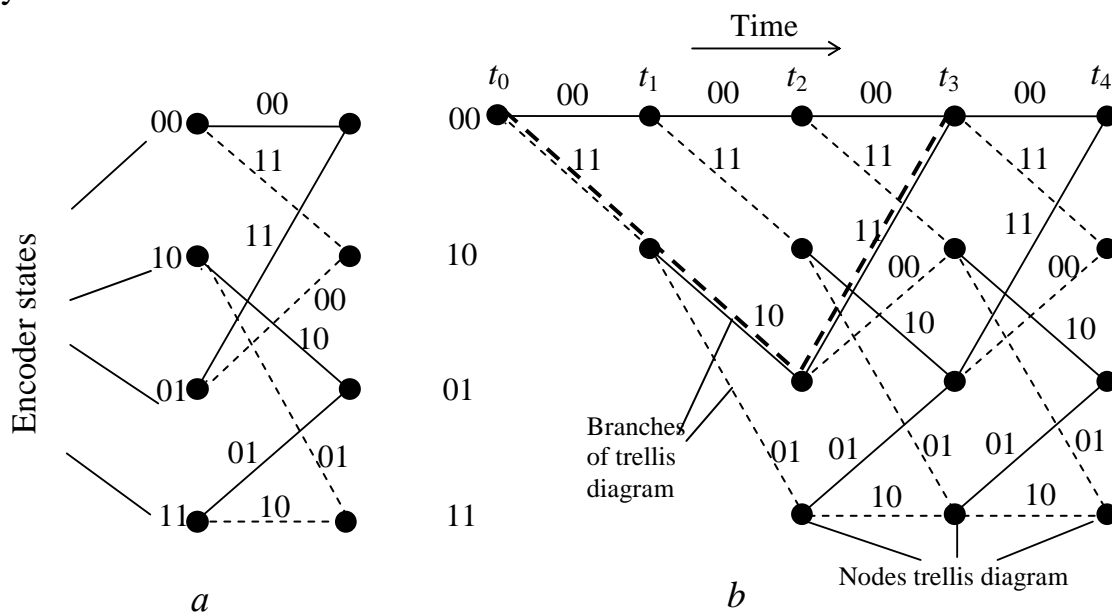 Time
t0 t1 t2 t3 t4
00 00 00 00
00
00 00
11 11 11 11 11
11 11 11
10 10
00 00 00
10 10 10 10
01 01
Encoder states
Branches
of trellis
diagram
01 01 01 01 01 01
10 10 10
11 11
Nodes trellis diagram
a b